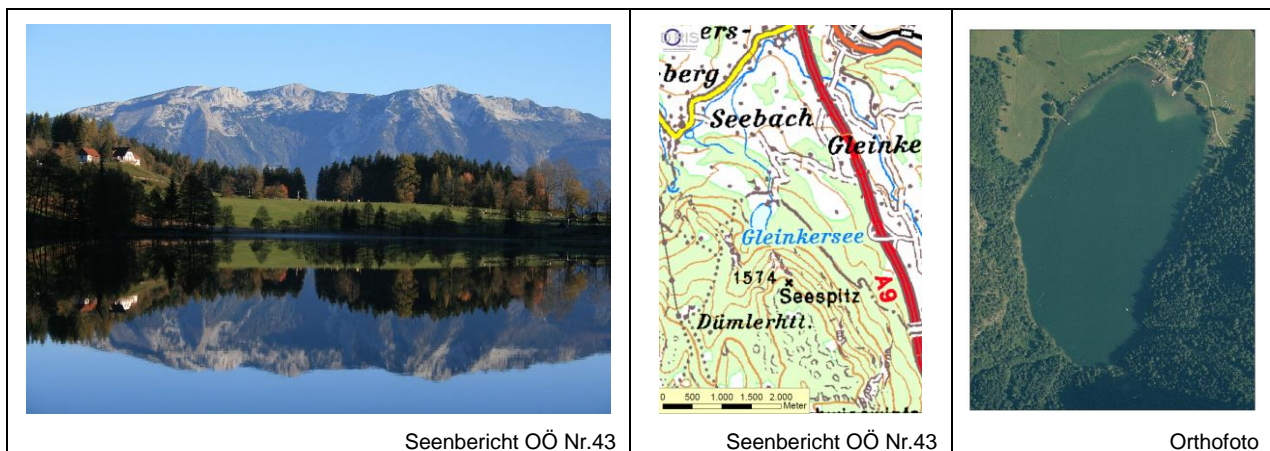 DORIS
ers-
berg
Seebach
Gleinke
Gleinkersee
1574
Seespitz
A9
Dümlerhtt.
0 500 1.000 1.500 2.000
Meter
Seenbericht OÖ Nr.43
Seenbericht OÖ Nr.43
Orthofoto